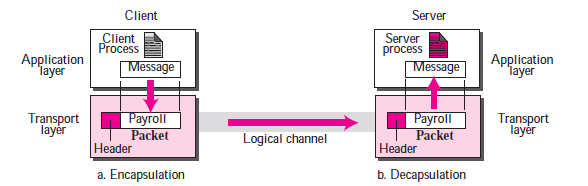 Client
Server
Client
Process
Server
process
Application
layer
Message
Message
Application
layer
Transport
layer
Payroll
Packet
Header
Logical channel
Payroll
Packet
Header
Transport
layer
a. Encapsulation
b. Decapsulation